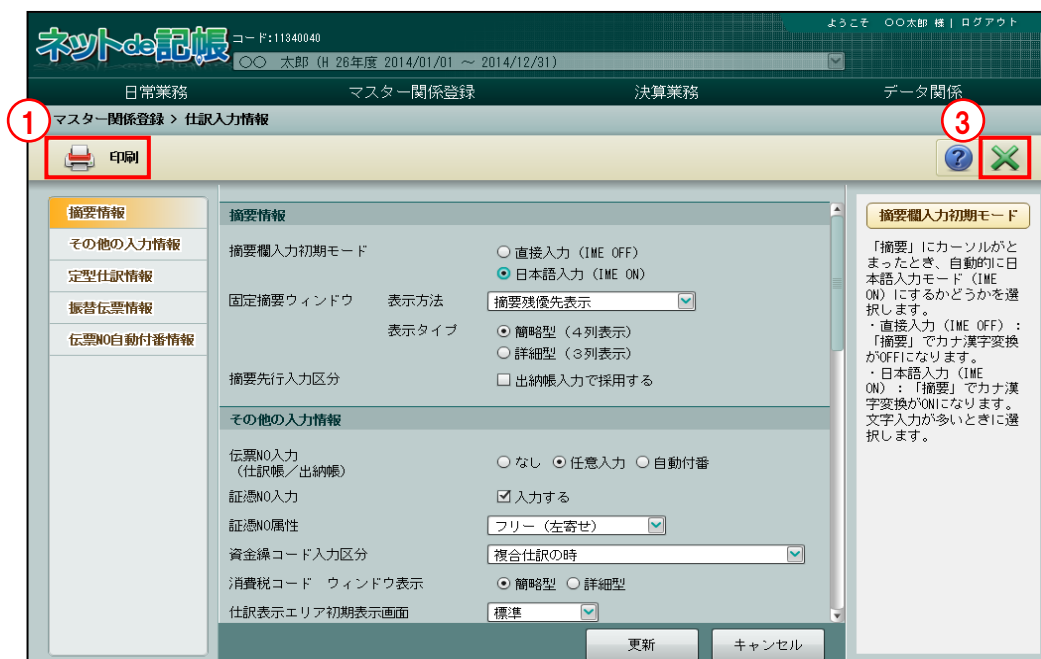 ようこそ 〇〇太郎 様 | ログアウト
ネットde記帳
コード:11340040
〇〇 太郎 (H 26年度 2014/01/01 ～ 2014/12/31)
日常業務 マスター関係登録 決算業務 データ関係
マスター関係登録 > 仕訳入力情報
①
③
印刷
?
摘要情報
その他の入力情報
定型仕訳情報
振替伝票情報
伝票NO自動付番情報
摘要情報
摘要欄入力初期モード
直接入力 (IME OFF)
日本語入力 (IME ON)
固定摘要ウィンドウ 表示方法 摘要残優先表示
表示タイプ 簡略型 (4列表示)
詳細型 (3列表示)
摘要先行入力区分 出納帳入力で採用する
その他の入力情報
伝票NO入力
(仕訳帳/出納帳)
なし 任意入力 自動付番
証憑NO入力 入力する
証憑NO属性 フリー (左寄せ)
資金繰コード入力区分 複合仕訳の時
消費税コード ウィンドウ表示 簡略型 詳細型
仕訳表示エリア初期表示画面 標準
更新 キャンセル
摘要欄入力初期モード
「摘要」にカーソルがと
まったとき、自動的に日
本語入力モード (IME
ON) にするかどうかを選
択します。
・直接入力 (IME OFF) :
「摘要」でカナ漢字変換
がOFFになります。
・日本語入力 (IME
ON) : 「摘要」でカナ漢
字変換がONになります。
文字入力が多いときに選
択します。